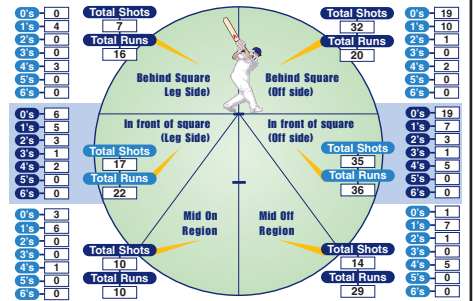 0's 0
1's 4
2's 0
3's 0
4's 3
5's 0
6's 0
Total Shots
7
Total Runs
16
Behind Square
Leg Side)
Total Shots
32
Total Runs
20
Behind Square
(Off side)
0's 19
1's 10
2's 1
3's 0
4's 2
5's 0
6's 0
0's 6
1's 5
2's 3
3's 1
4's 2
5's 0
6's 0
In front of square
(Leg Side)
Total Shots
17
Total Runs
22
In front of square
(Off side)
Total Shots
35
Total Runs
36
0's 19
1's 7
2's 3
3's 1
4's 5
5's 0
6's 0
0's 3
1's 6
2's 0
3's 0
4's 1
5's 0
6's 0
Mid On
Region
Total Shots
10
Total Runs
10
Mid Off
Region
Total Shots
14
Total Runs
29
0's 1
1's 7
2's 1
3's 0
4's 5
5's 0
6's 0